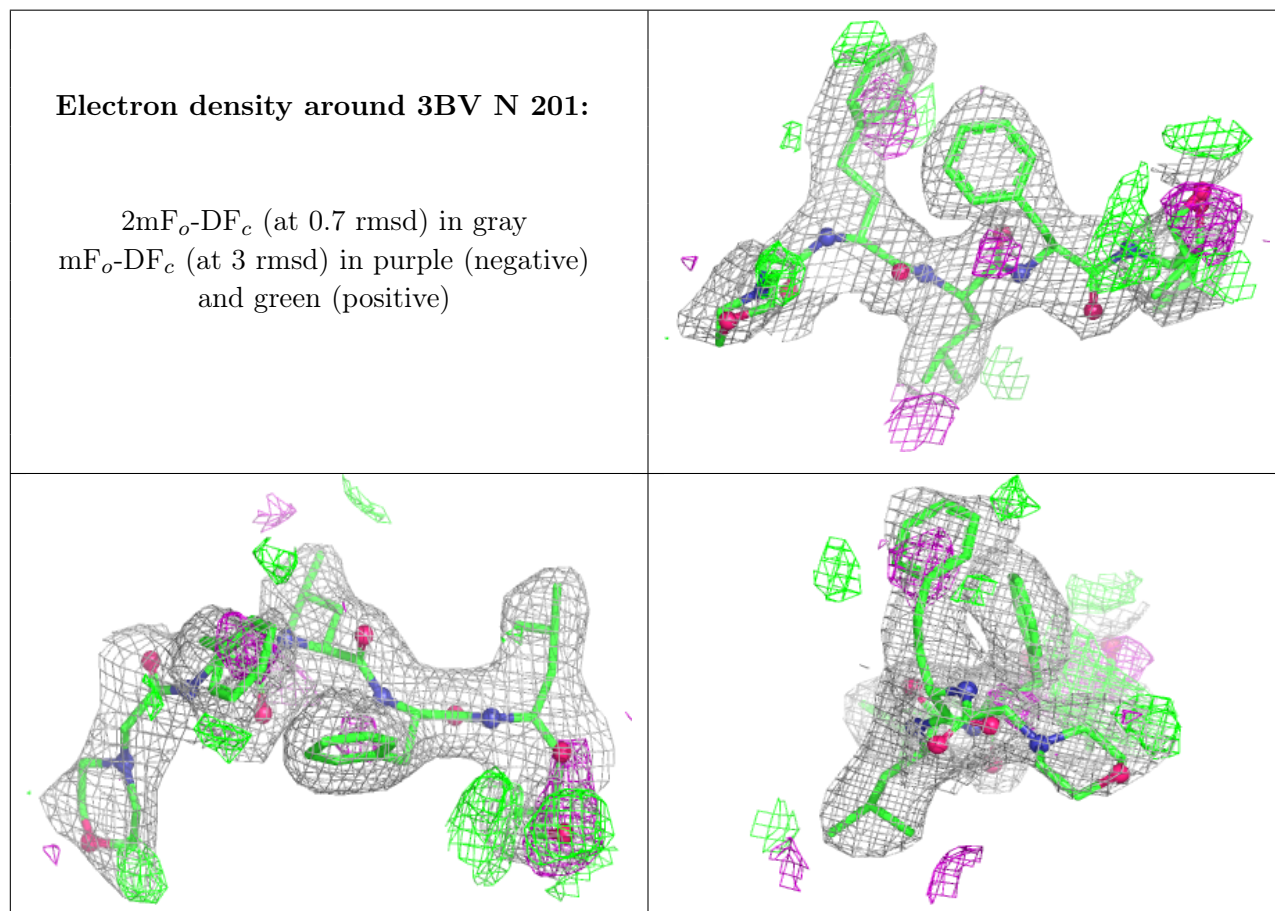 Electron density around 3BV N 201:
2mFo-DFc (at 0.7 rmsd) in gray
mFo-DFc (at 3 rmsd) in purple (negative)
and green (positive)